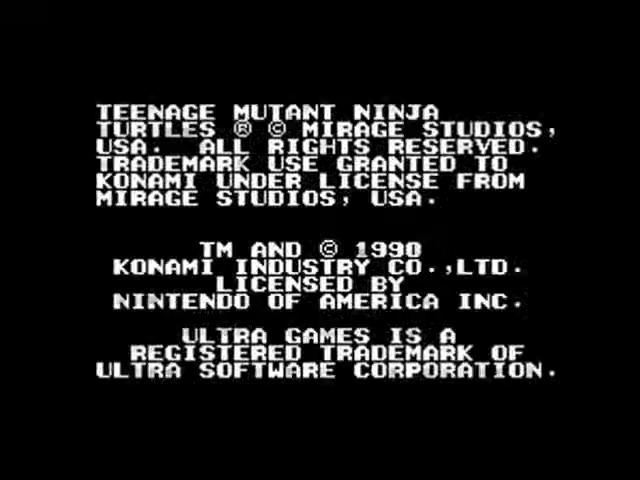 TEENAGE MUTANT NINJA
TURTLES ® © MIRAGE STUDIOS,
USA. ALL RIGHTS RESERVED.
TRADEMARK USE GRANTED TO
KONAMI UNDER LICENSE FROM
MIRAGE STUDIOS, USA.
TM AND © 1990
KONAMI INDUSTRY CO.,LTD.
LICENSED BY
NINTENDO OF AMERICA INC.
ULTRA GAMES IS A
REGISTERED TRADEMARK OF
ULTRA SOFTWARE CORPORATION.